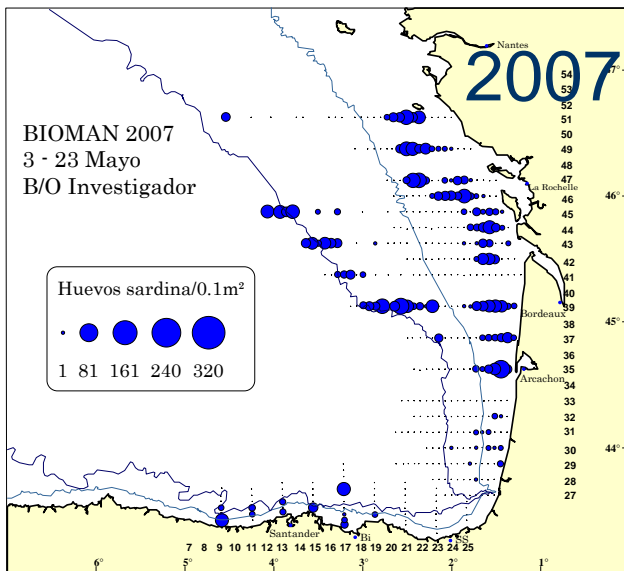 Nantes
2007
47°
BIOMAN 2007
3 - 23 Mayo
B/O Investigador
54
53
52
51
50
49
48
47
46
45
44
43
42
41
40
39
38
37
36
35
34
33
32
31
30
29
28
27
46°
La Rochelle
Huevos sardina/0.1m²
1 81 161 240 320
Bordeaux
45°
Arcachon
44°
Santander
Bi
SS
7 8 9 10 11 12 13 14 15 16 17 18 19 20 21 22 23 24 25
6° 5° 4° 3° 2° 1°